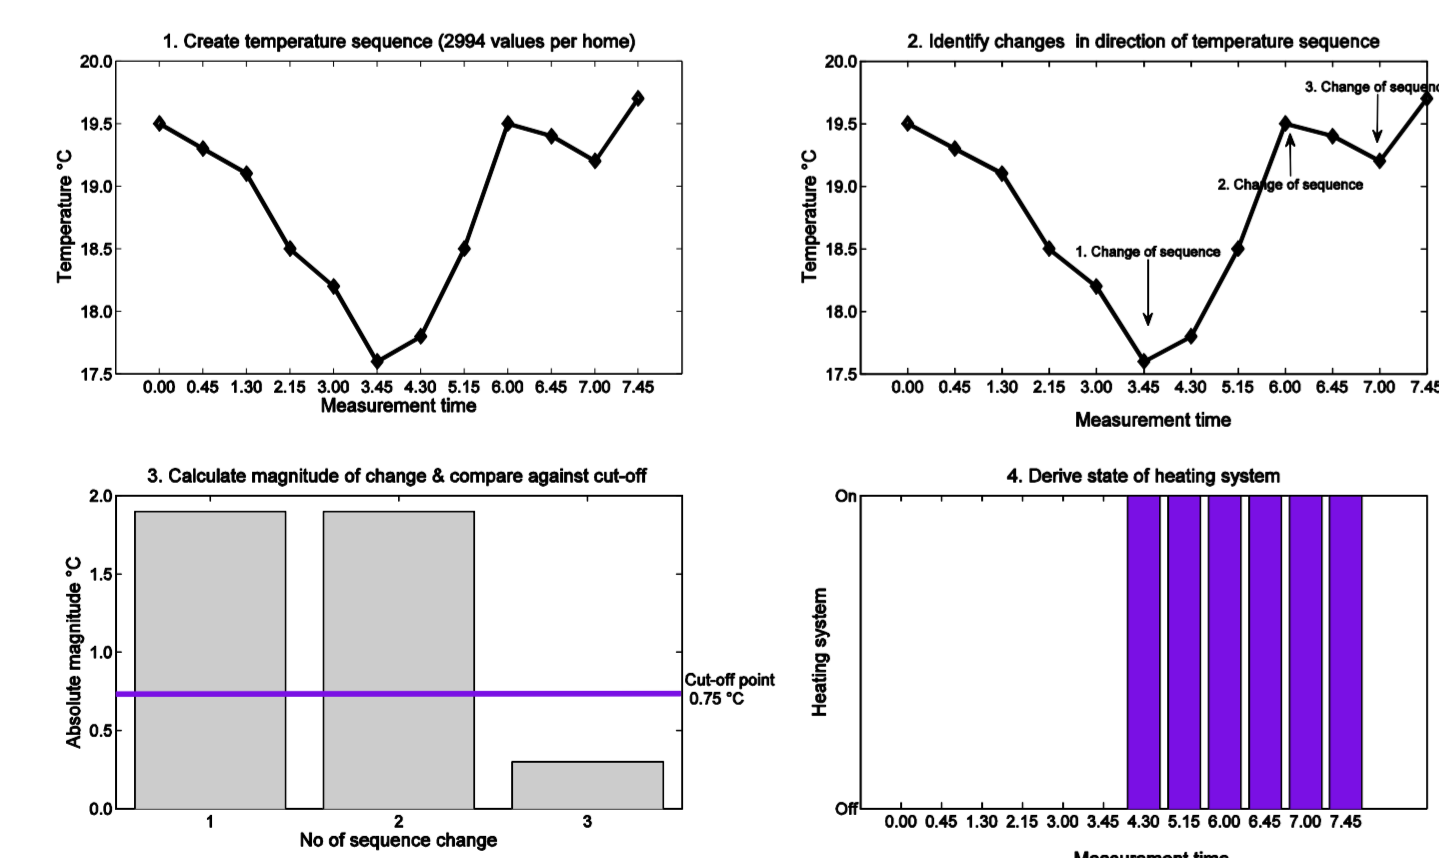 1. Create temperature sequence (2994 values per home)
20.0
19.5
19.0
18.5
18.0
17.5
Temperature °C
0.00 0.45 1.30 2.15 3.00 3.45 4.30 5.15 6.00 6.45 7.00 7.45
Measurement time
2. Identify changes in direction of temperature sequence
20.0
19.5
19.0
18.5
18.0
17.5
Temperature °C
3. Change of sequenc
2. Change of sequence
1. Change of sequence
0.00 0.45 1.30 2.15 3.00 3.45 4.30 5.15 6.00 6.45 7.00 7.45
Measurement time
3. Calculate magnitude of change & compare against cut-off
2.0
1.5
1.0
0.5
0.0
Absolute magnitude °C
Cut-off point
0.75 °C
1 2 3
No of sequence change
4. Derive state of heating system
On
Off
Heating system
0.00 0.45 1.30 2.15 3.00 3.45 4.30 5.15 6.00 6.45 7.00 7.45
Measurement time